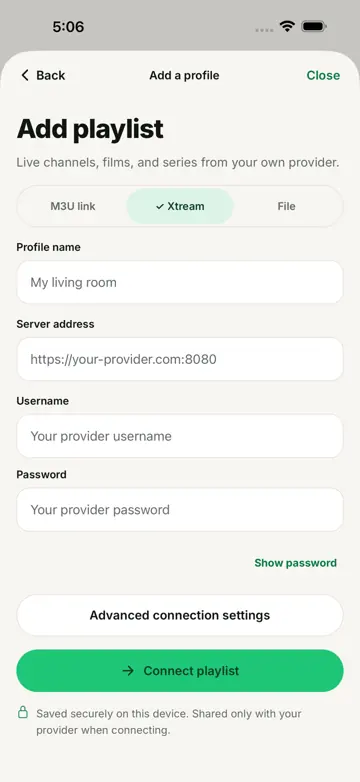 5:06
Back
Add a profile
Close
Add playlist
Live channels, films, and series from your own provider.
M3U link
✓ Xtream
File
Profile name
My living room
Server address
https://your-provider.com:8080
Username
Your provider username
Password
Your provider password
Show password
Advanced connection settings
→ Connect playlist
Saved securely on this device. Shared only with your
provider when connecting.